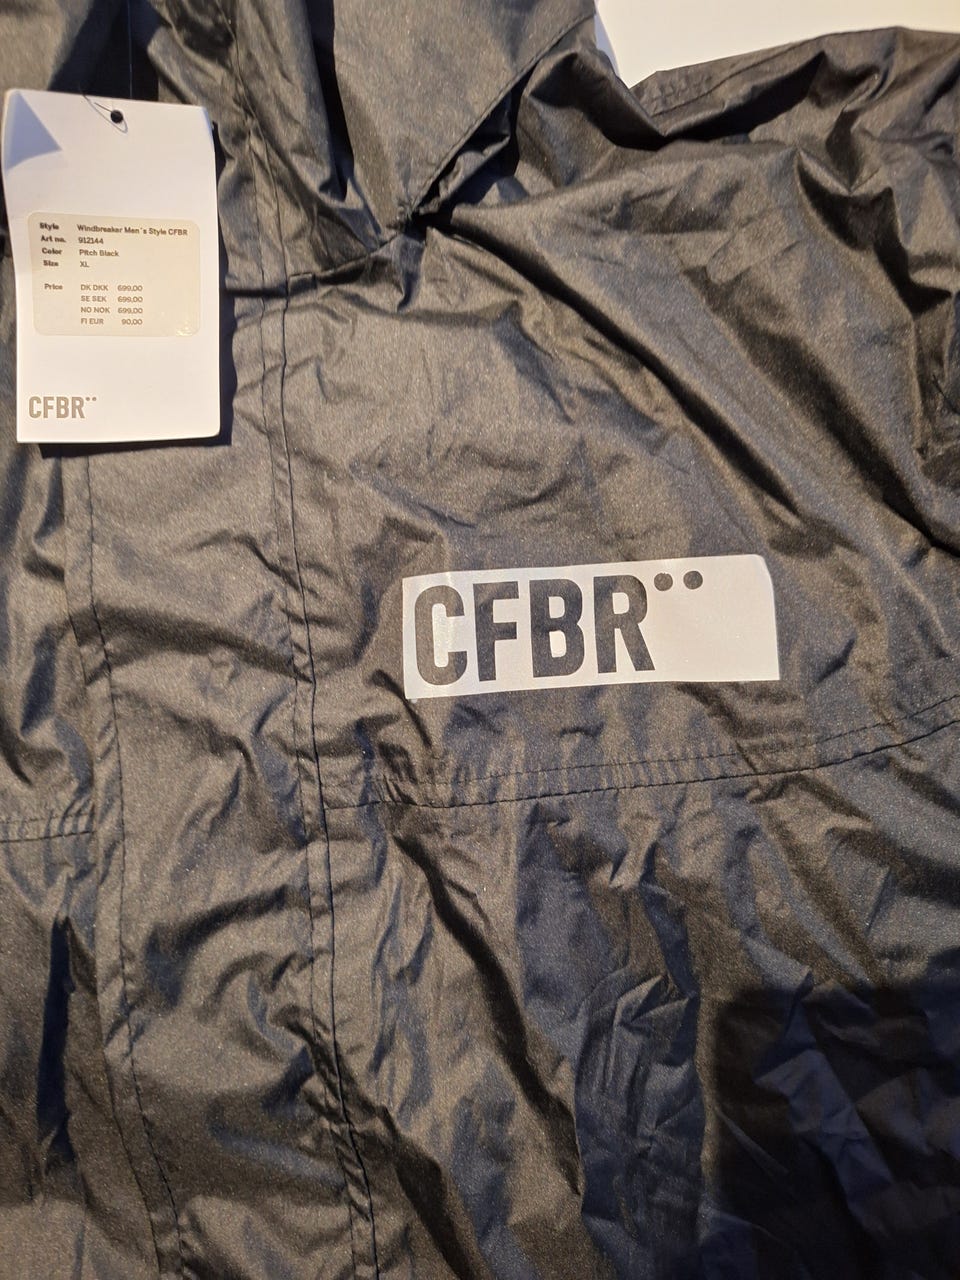 Style Windbreaker Men´s Style CFBR
Art no. 912144
Color Pitch Black
Size XL
Price DK DKK 699,00
SE SEK 699,00
NO NOK 699,00
FI EUR 90,00
CFBR¨
CFBR¨